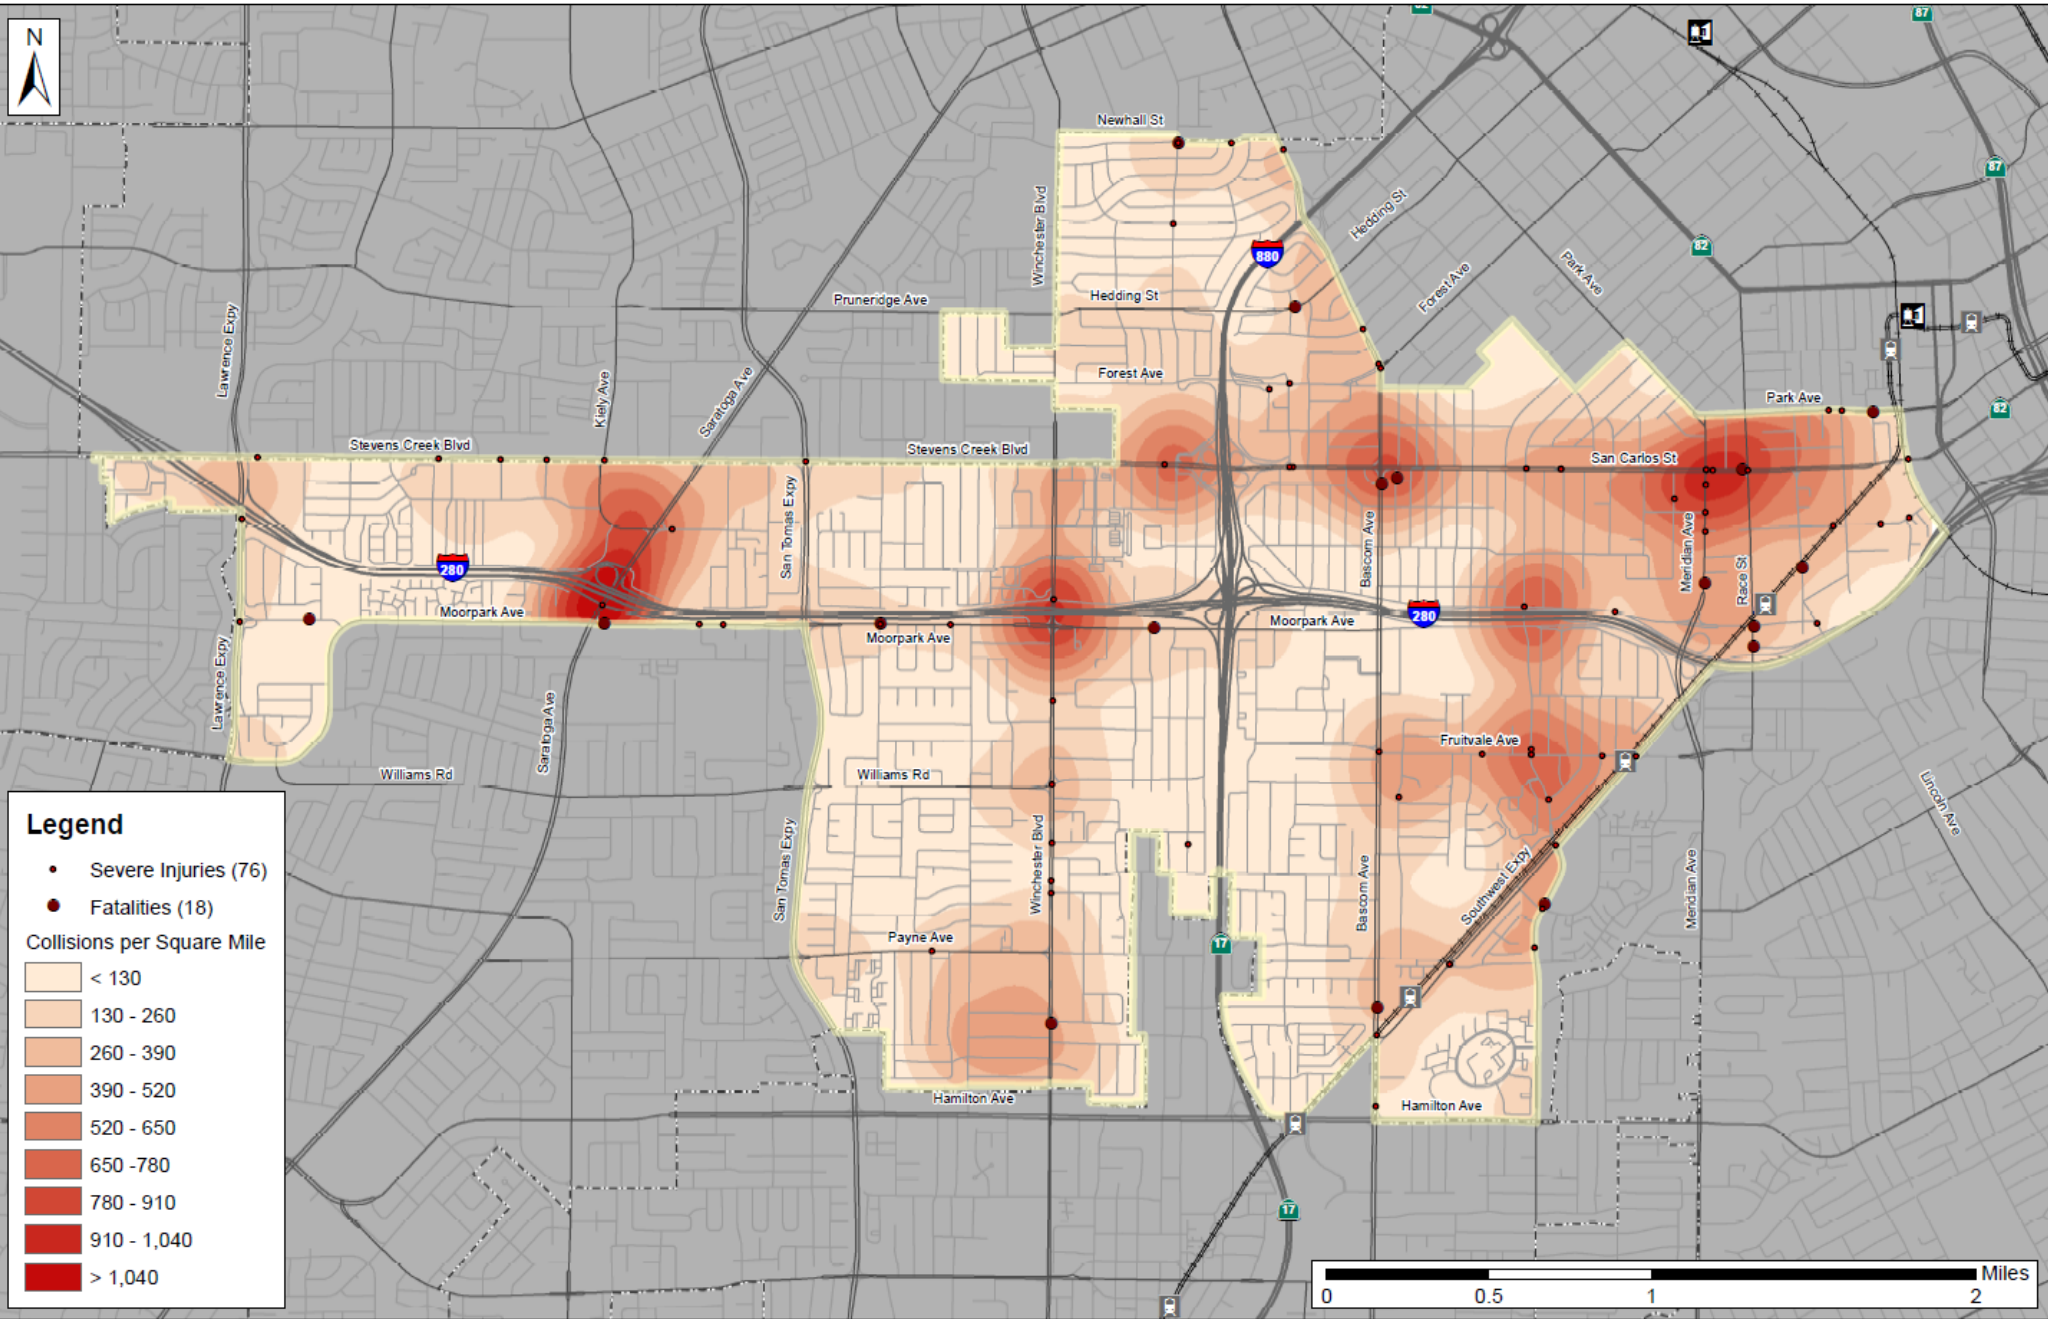 N
82
87
Newhall St
87
Winchester Blvd
Hedding St
880
82
Park Ave
Forest Ave
Pruneridge Ave
Hedding St
Lawrence Expy
Kiely Ave
Saratoga Ave
Forest Ave
Park Ave
82
Stevens Creek Blvd
Stevens Creek Blvd
San Carlos St
San Tomas Expy
Bascom Ave
Meridian Ave
Race St
280
Moorpark Ave
Moorpark Ave
Moorpark Ave
280
Lawrence Expy
Saratoga Ave
Fruitvale Ave
Williams Rd
Williams Rd
Lincoln Ave
San Tomas Expy
Winchester Blvd
Bascom Ave
Southwest Expy
Meridian Ave
Payne Ave
17
Hamilton Ave
Hamilton Ave
17
Legend
Severe Injuries (76)
Fatalities (18)
Collisions per Square Mile
< 130
130 - 260
260 - 390
390 - 520
520 - 650
650 -780
780 - 910
910 - 1,040
> 1,040
Miles
0 0.5 1 2